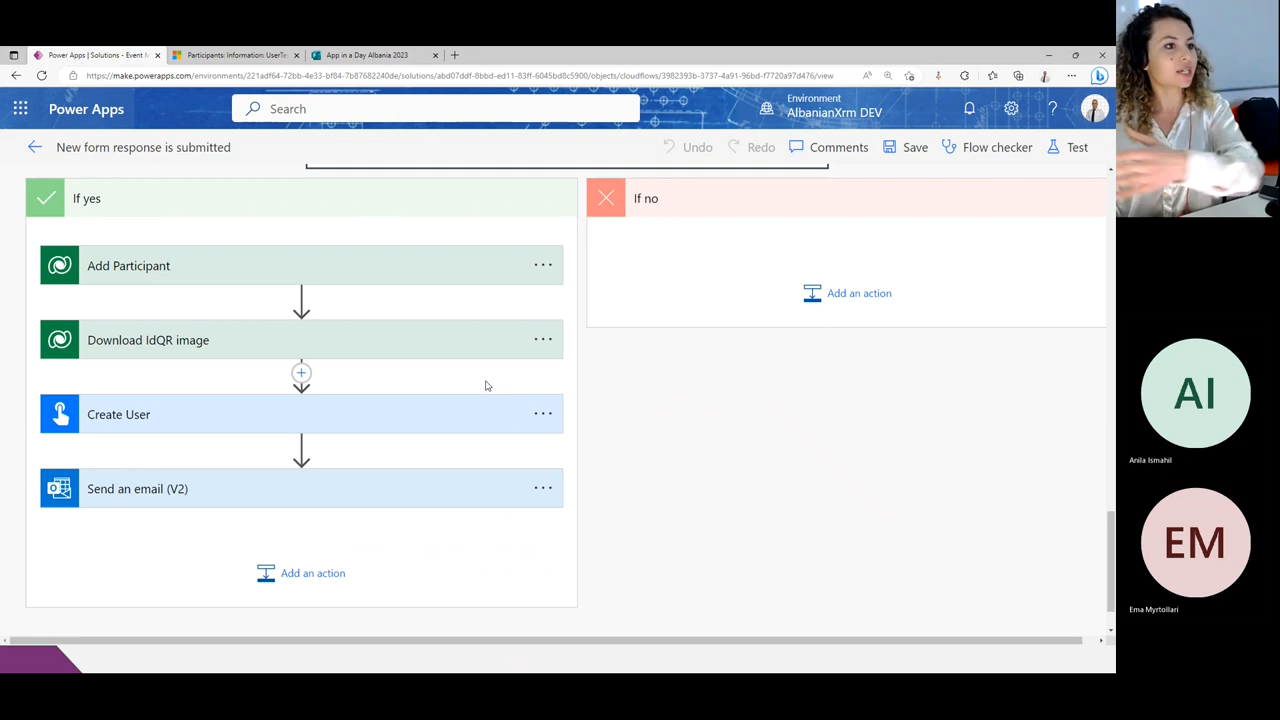 Power Apps | Solutions - Event M
Participants: Information: UserTe
App in a Day Albania 2023
https://make.powerapps.com/environments/221adf64-72bb-4e33-bf84-7b87682240de/solutions/abd07ddf-8bbd-ed11-83ff-6045bd8c5900/objects/cloudflows/3982393b-3737-4a91-96bd-f7720a97d476/view
Power Apps
Search
Environment
AlbanianXrm DEV
New form response is submitted
Undo
Redo
Comments
Save
Flow checker
Test
If yes
If no
Add Participant
Add an action
Download IdQR image
Create User
Send an email (V2)
Add an action
AI
Anila Ismahil
EM
Ema Myrtollari